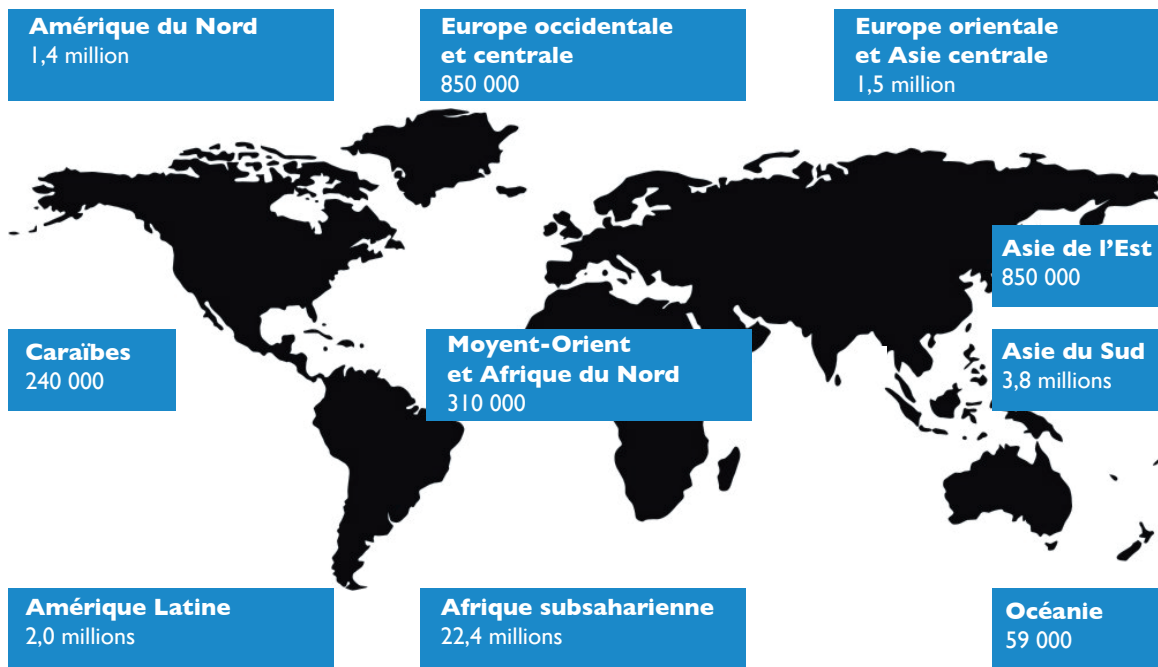 Amérique du Nord
1,4 million
Europe occidentale
et centrale
850 000
Europe orientale
et Asie centrale
1,5 million
Asie de l’Est
850 000
Caraïbes
240 000
Moyent-Orient
et Afrique du Nord
310 000
Asie du Sud
3,8 millions
Amérique Latine
2,0 millions
Afrique subsaharienne
22,4 millions
Océanie
59 000